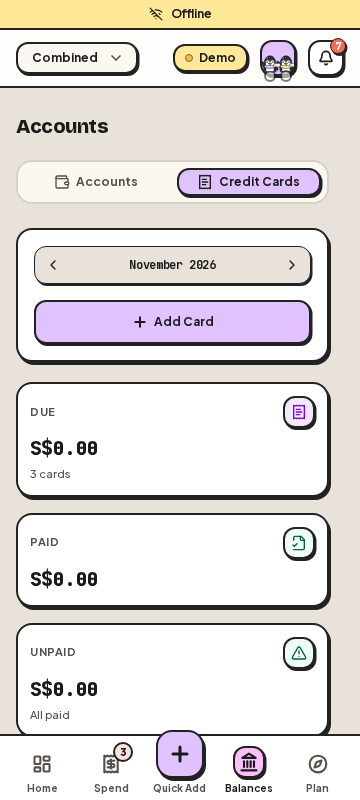 Offline
Combined
Demo
7
Accounts
Accounts
Credit Cards
November 2026
Add Card
DUE
S$0.00
3 cards
PAID
S$0.00
UNPAID
S$0.00
All paid
3
Home
Spend
Quick Add
Balances
Plan